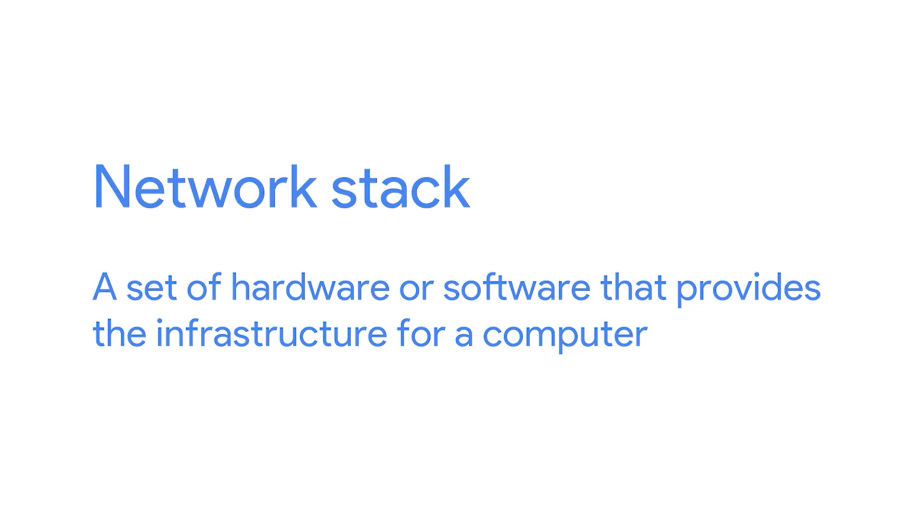 Network stack
A set of hardware or software that provides
the infrastructure for a computer